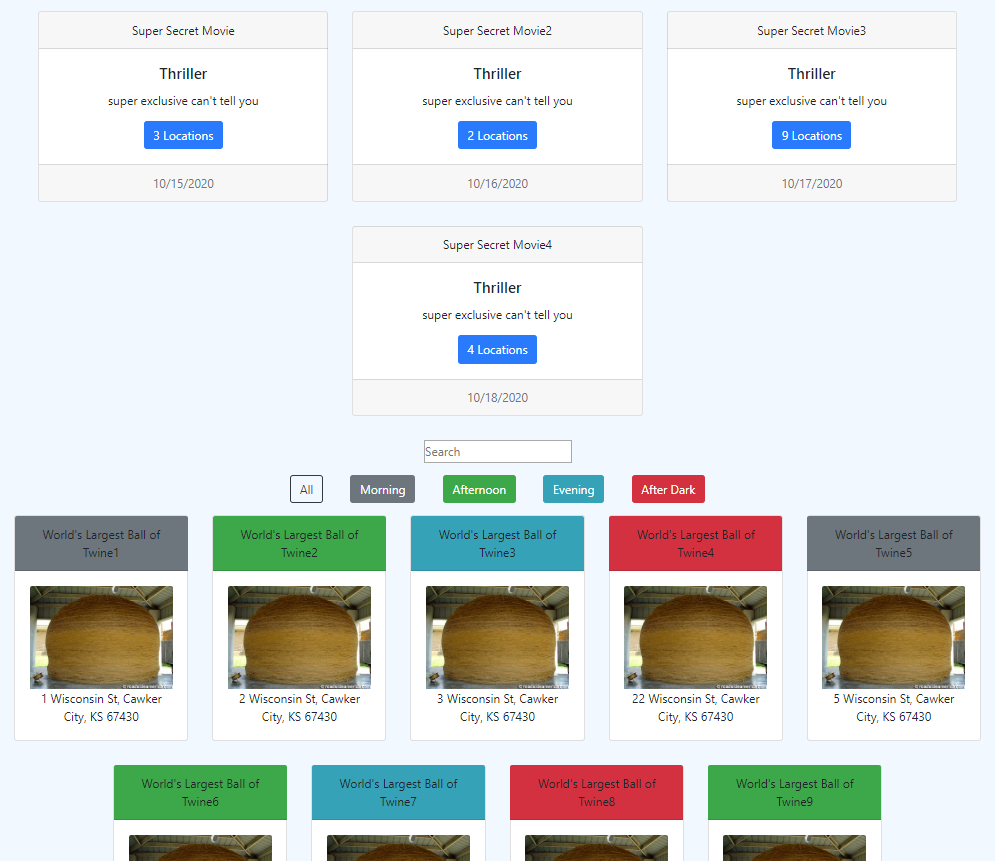 Super Secret Movie
Thriller
super exclusive can't tell you
3 Locations
10/15/2020
Super Secret Movie2
Thriller
super exclusive can't tell you
2 Locations
10/16/2020
Super Secret Movie3
Thriller
super exclusive can't tell you
9 Locations
10/17/2020
Super Secret Movie4
Thriller
super exclusive can't tell you
4 Locations
10/18/2020
Search
All
Morning
Afternoon
Evening
After Dark
World's Largest Ball of
Twine1
1 Wisconsin St, Cawker
City, KS 67430
World's Largest Ball of
Twine2
2 Wisconsin St, Cawker
City, KS 67430
World's Largest Ball of
Twine3
3 Wisconsin St, Cawker
City, KS 67430
World's Largest Ball of
Twine4
22 Wisconsin St, Cawker
City, KS 67430
World's Largest Ball of
Twine5
5 Wisconsin St, Cawker
City, KS 67430
World's Largest Ball of
Twine6
World's Largest Ball of
Twine7
World's Largest Ball of
Twine8
World's Largest Ball of
Twine9